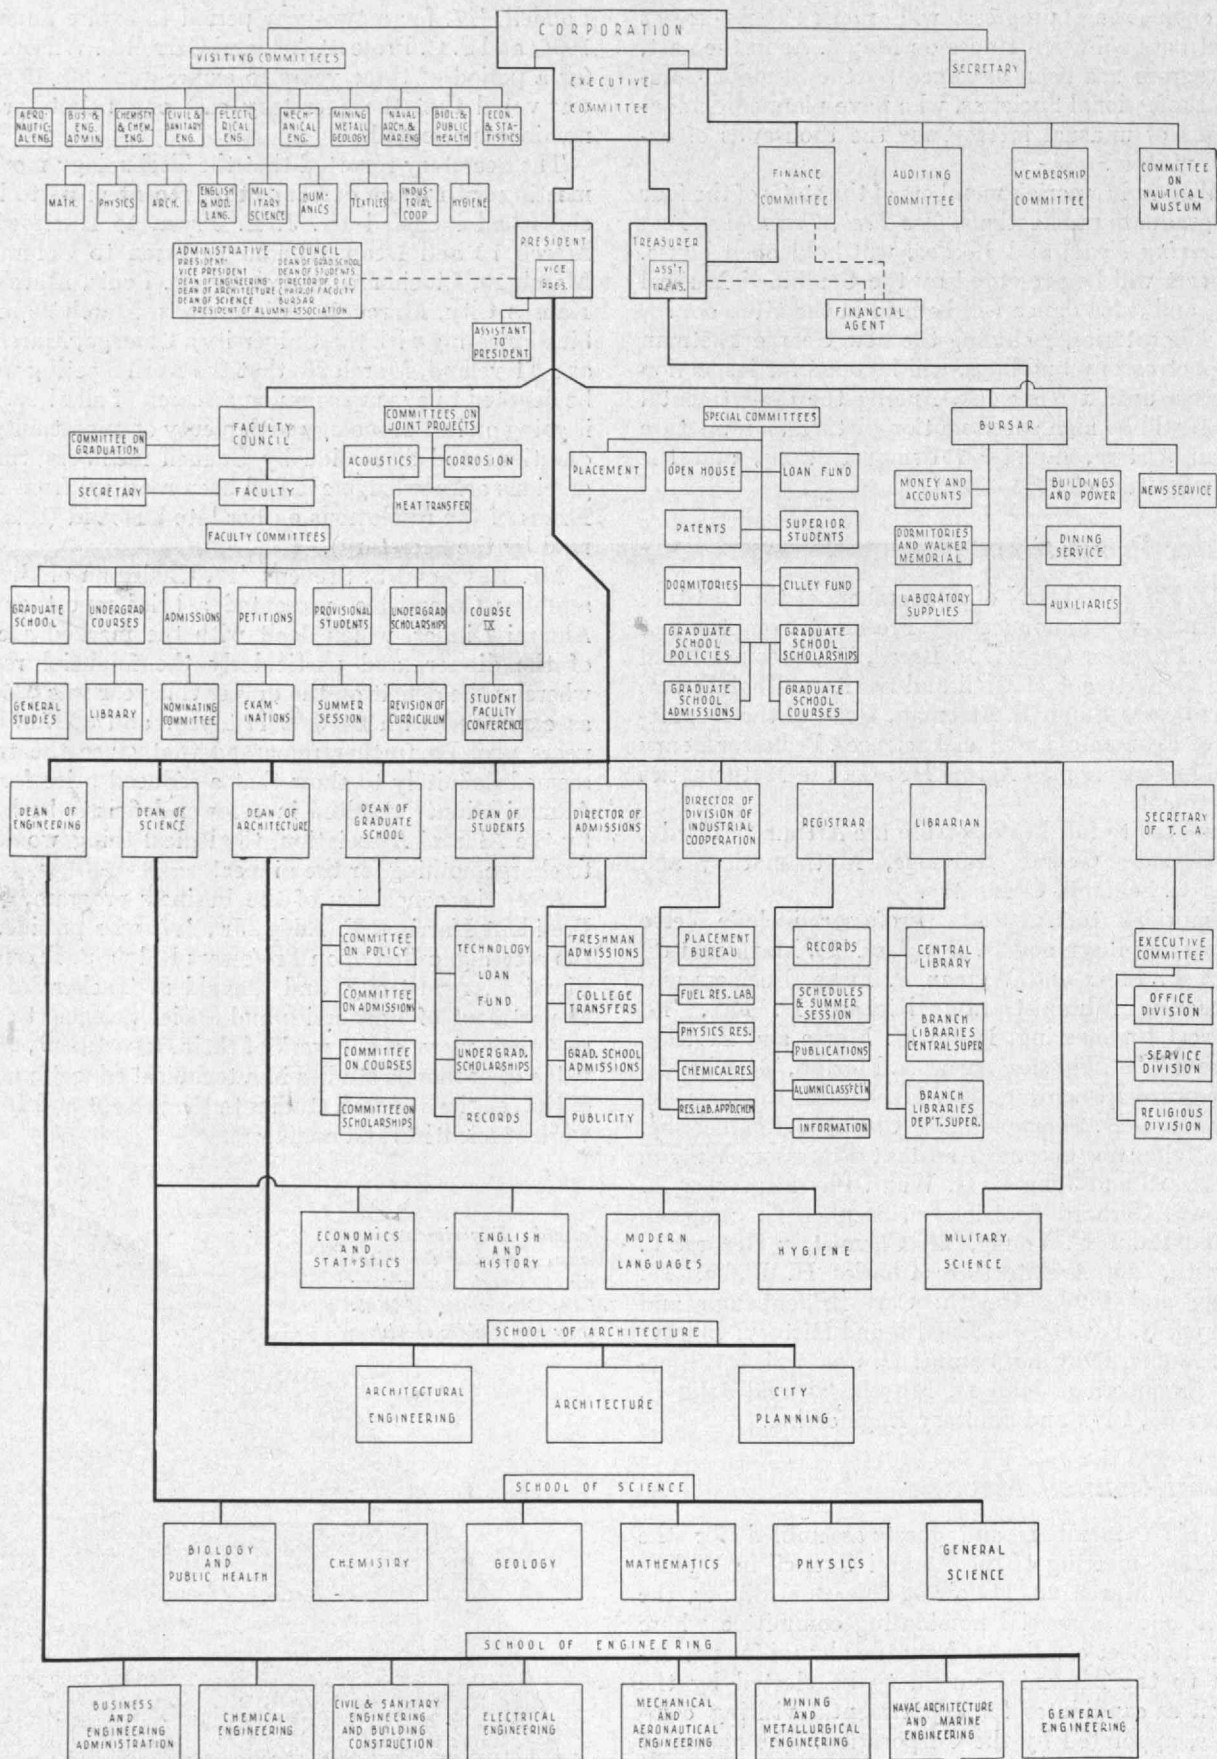 CORPORATION
EXECUTIVE
COMMITTEE
VISITING COMMITTEES
SECRETARY
AERO-
NAUTIC-
AL ENG.
BUS. &
ENG.
ADMIN.
CHEMISTY
& CHEM.
ENG.
CIVIL &
SANITARY
ENG.
ELECT-
RICAL
ENG.
MECH-
ANICAL
ENG.
MINING
METALL
GEOLOGY
NAVAL
ARCH. &
MAR. ENG
BIOL. &
PUBLIC
HEALTH
ECON.
& STA-
TISTICS
MATH.
PHYSICS
ARCH.
ENGLISH
& MOD.
LANG.
MIL-
ITARY
SCIENCE
HUM-
ANICS
TEXTILES
INDUS-
TRIAL
COOP
HYGIENE
FINANCE
COMMITTEE
AUDITING
COMMITTEE
MEMBERSHIP
COMMITTEE
COMMITTEE
ON
NAUTICAL
MUSEUM
ADMINISTRATIVE COUNCIL
PRESIDENT DEAN OF GRAD SCHOOL
VICE PRESIDENT DEAN OF STUDENTS
DEAN OF ENGINEERING DIRECTOR OF D.I.C.
DEAN OF ARCHITECTURE CHAIR. OF FACULTY
DEAN OF SCIENCE BURSAR
PRESIDENT OF ALUMNI ASSOCIATION
PRESIDENT
VICE
PRES.
TREASURER
ASS'T.
TREAS.
ASSISTANT
TO
PRESIDENT
FINANCIAL
AGENT
FACULTY
COUNCIL
COMMITTEE ON
GRADUATION
SECRETARY
FACULTY
FACULTY COMMITTEES
COMMITTEES ON
JOINT PROJECTS
ACOUSTICS
CORROSION
HEAT TRANSFER
SPECIAL COMMITTEES
PLACEMENT
OPEN HOUSE
LOAN FUND
PATENTS
SUPERIOR
STUDENTS
DORMITORIES
CILLEY FUND
GRADUATE
SCHOOL
POLICIES
GRADUATE
SCHOOL
SCHOLARSHIPS
GRADUATE
SCHOOL
ADMISSIONS
GRADUATE
SCHOOL
COURSES
BURSAR
MONEY AND
ACCOUNTS
BUILDINGS
AND POWER
DORMITORIES
AND WALKER
MEMORIAL
DINING
SERVICE
LABORATORY
SUPPLIES
AUXILIARIES
NEWS SERVICE
GRADUATE
SCHOOL
UNDERGRAD
COURSES
ADMISSIONS
PETITIONS
PROVISIONAL
STUDENTS
UNDERGRAD
SCHOLARSHIPS
COURSE
IX
GENERAL
STUDIES
LIBRARY
NOMINATING
COMMITTEE
EXAM-
INATIONS
SUMMER
SESSION
REVISION OF
CURRICULUM
STUDENT
FACULTY
CONFERENCE
DEAN OF
ENGINEERING
DEAN OF
SCIENCE
DEAN OF
ARCHITECTURE
DEAN OF
GRADUATE
SCHOOL
DEAN OF
STUDENTS
DIRECTOR OF
ADMISSIONS
DIRECTOR OF
DIVISION OF
INDUSTRIAL
COOPERATION
REGISTRAR
LIBRARIAN
SECRETARY
OF T.C.A.
COMMITTEE
ON POLICY
COMMITTEE
ON ADMISSIONS
COMMITTEE
ON COURSES
COMMITTEE ON
SCHOLARSHIPS
TECHNOLOGY
LOAN
FUND
UNDERGRAD.
SCHOLARSHIPS
RECORDS
FRESHMAN
ADMISSIONS
COLLEGE
TRANSFERS
GRAD. SCHOOL
ADMISSIONS
PUBLICITY
PLACEMENT
BUREAU
FUEL RES. LAB.
PHYSICS RES.
CHEMICAL RES.
RES. LAB. APP'D. CHEM
RECORDS
SCHEDULES
& SUMMER
SESSION
PUBLICATIONS
ALUMNI CLASS'F'CT'N
INFORMATION
CENTRAL
LIBRARY
BRANCH
LIBRARIES
CENTRAL SUPER
BRANCH
LIBRARIES
DEP'T. SUPER.
EXECUTIVE
COMMITTEE
OFFICE
DIVISION
SERVICE
DIVISION
RELIGIOUS
DIVISION
ECONOMICS
AND
STATISTICS
ENGLISH
AND
HISTORY
MODERN
LANGUAGES
HYGIENE
MILITARY
SCIENCE
SCHOOL OF ARCHITECTURE
ARCHITECTURAL
ENGINEERING
ARCHITECTURE
CITY
PLANNING
SCHOOL OF SCIENCE
BIOLOGY
AND
PUBLIC HEALTH
CHEMISTRY
GEOLOGY
MATHEMATICS
PHYSICS
GENERAL
SCIENCE
SCHOOL OF ENGINEERING
BUSINESS
AND
ENGINEERING
ADMINISTRATION
CHEMICAL
ENGINEERING
CIVIL & SANITARY
ENGINEERING
AND BUILDING
CONSTRUCTION
ELECTRICAL
ENGINEERING
MECHANICAL
AND
AERONAUTICAL
ENGINEERING
MINING
AND
METALLURGICAL
ENGINEERING
NAVAL ARCHITECTURE
AND MARINE
ENGINEERING
GENERAL
ENGINEERING